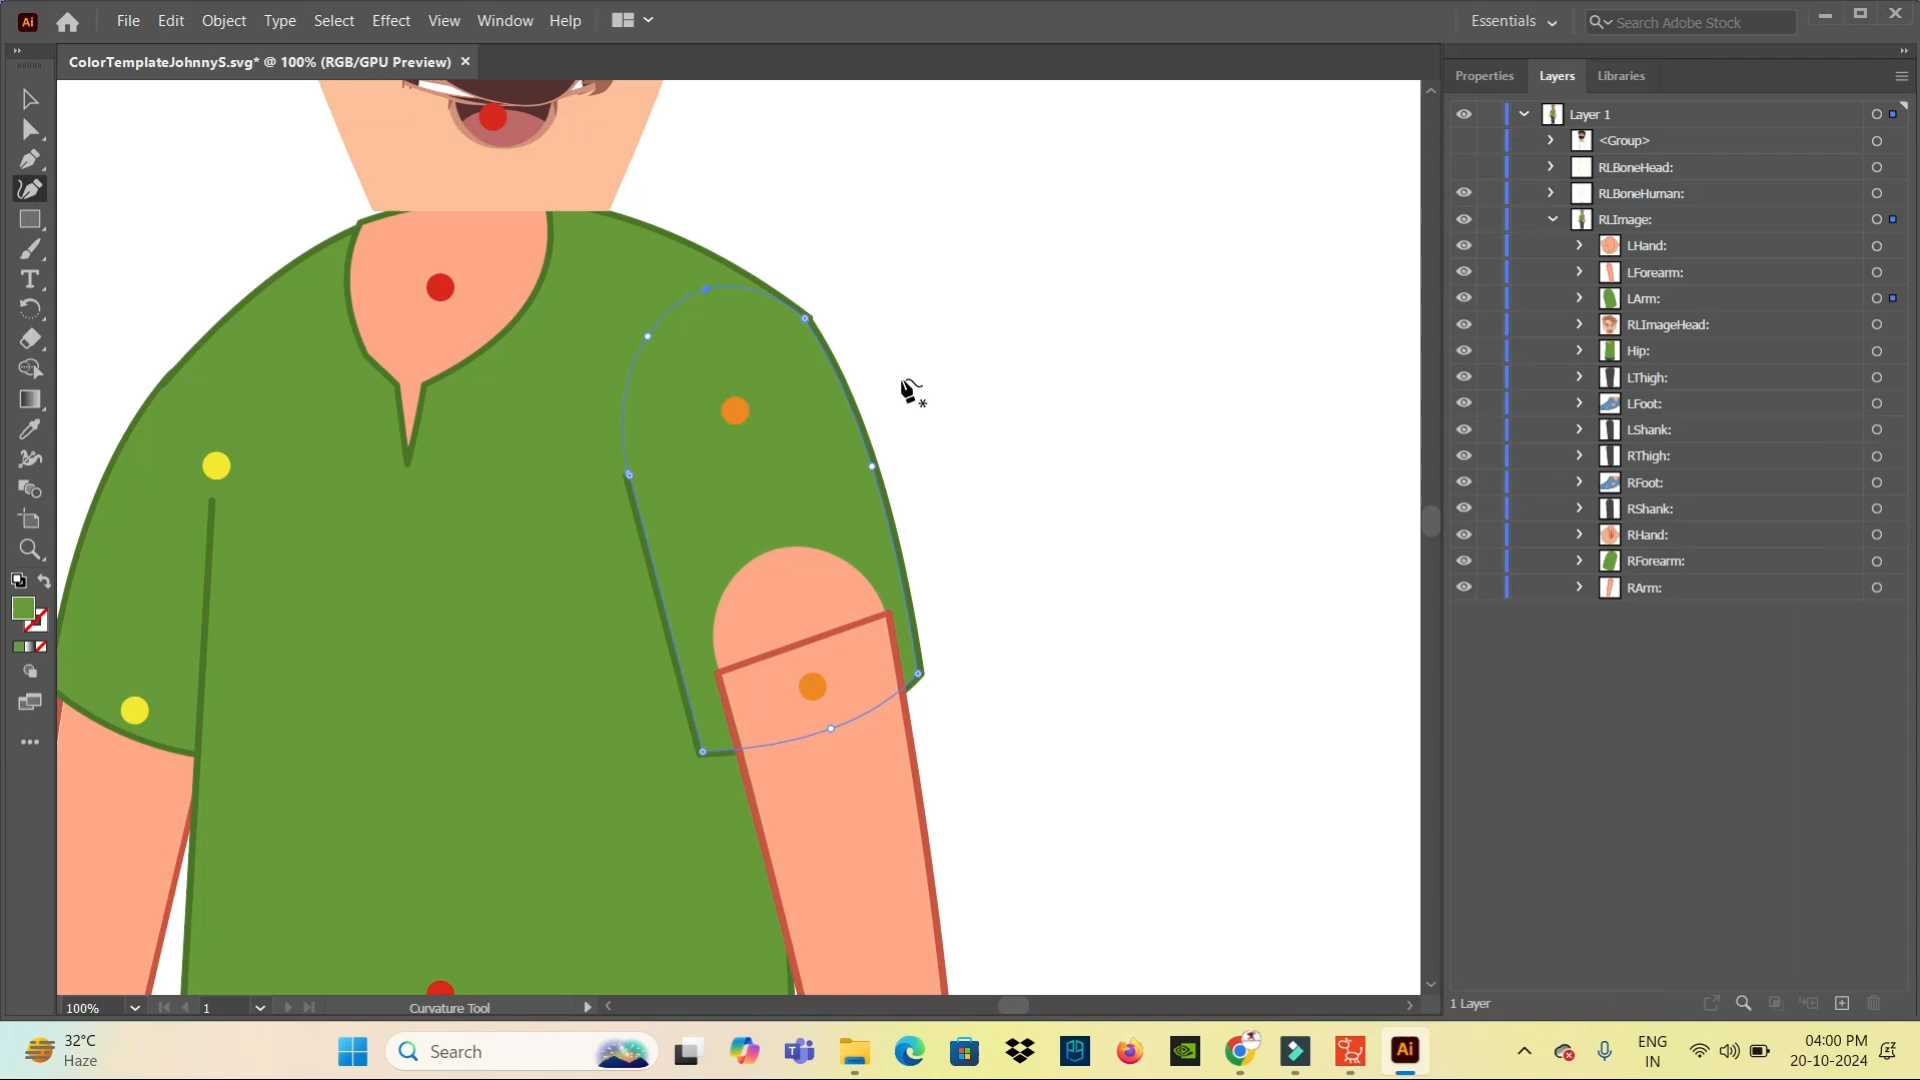 Ai
File Edit Object Type Select Effect View Window Help
Essentials
Search Adobe Stock
ColorTemplateJohnnyS.svg* @ 100% (RGB/GPU Preview)
Properties
Layers
Libraries
Layer 1
<Group>
RLBoneHead:
RLBoneHuman:
RLImage:
LHand:
LForearm:
LArm:
RLImageHead:
Hip:
LThigh:
LFoot:
LShank:
RThigh:
RFoot:
RShank:
RHand:
RForearm:
RArm:
1 Layer
100%
1
Curvature Tool
32°C
Haze
Search
Ai
ENG
IN
04:00 PM
20-10-2024